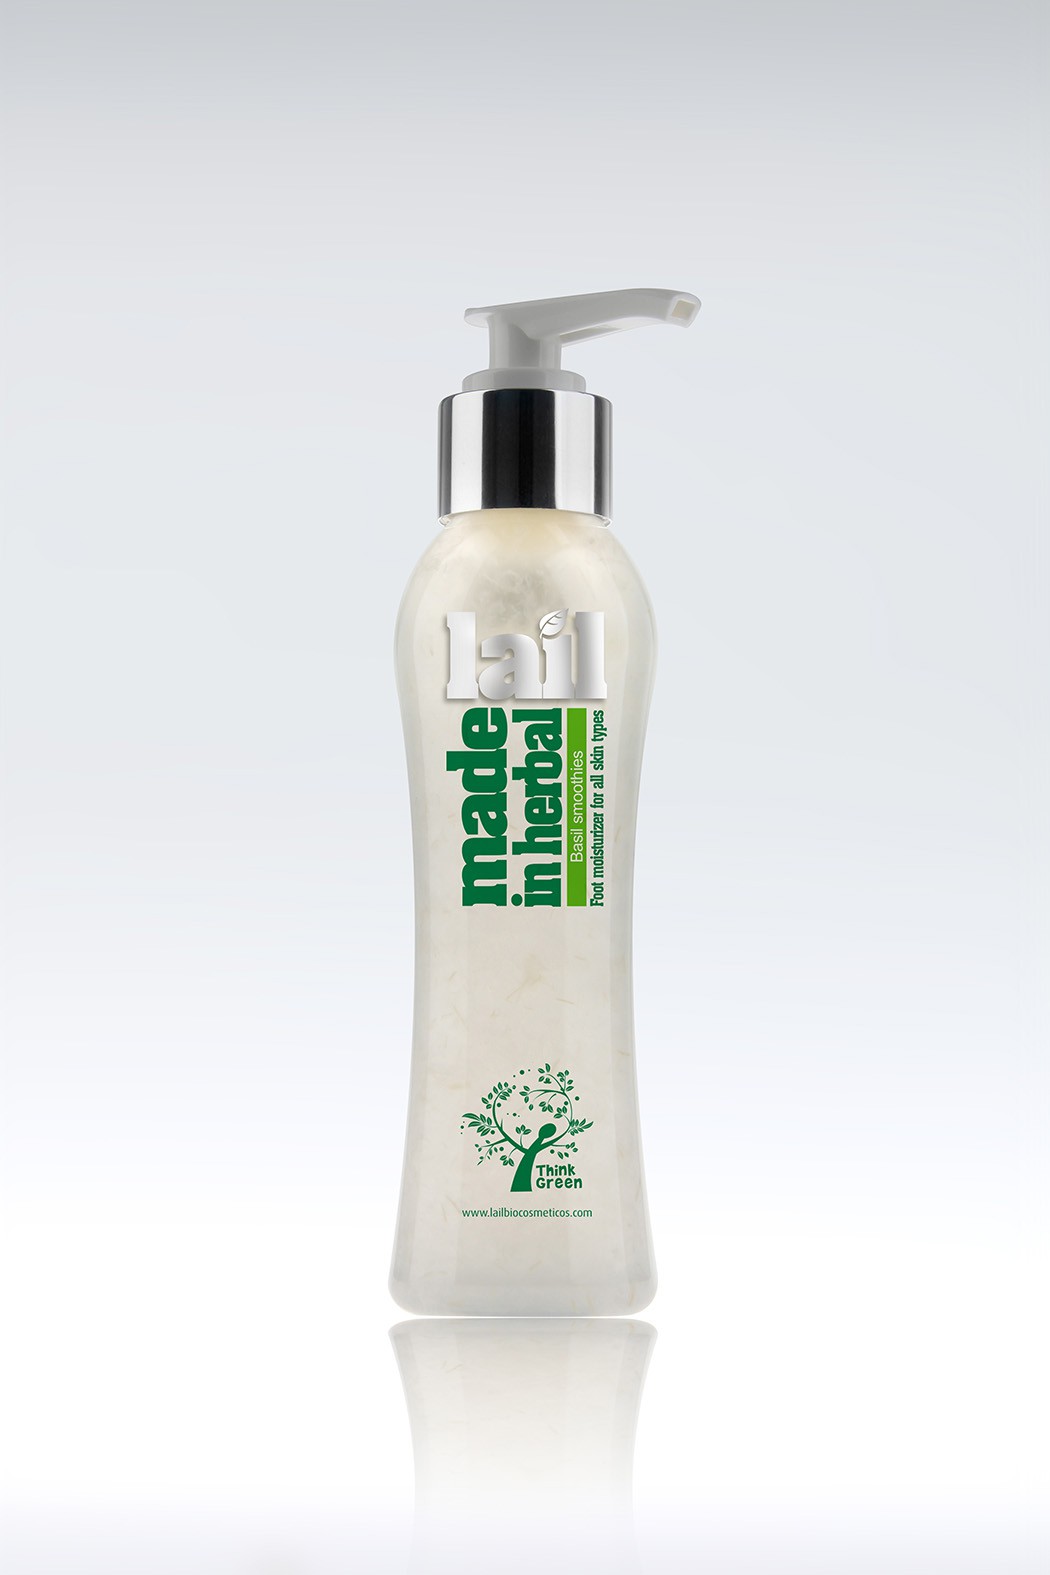 lail
made
in herbal
Basil smoothies
Foot moisturizer for all skin types
Think
Green
www.lailbiocosmeticos.com